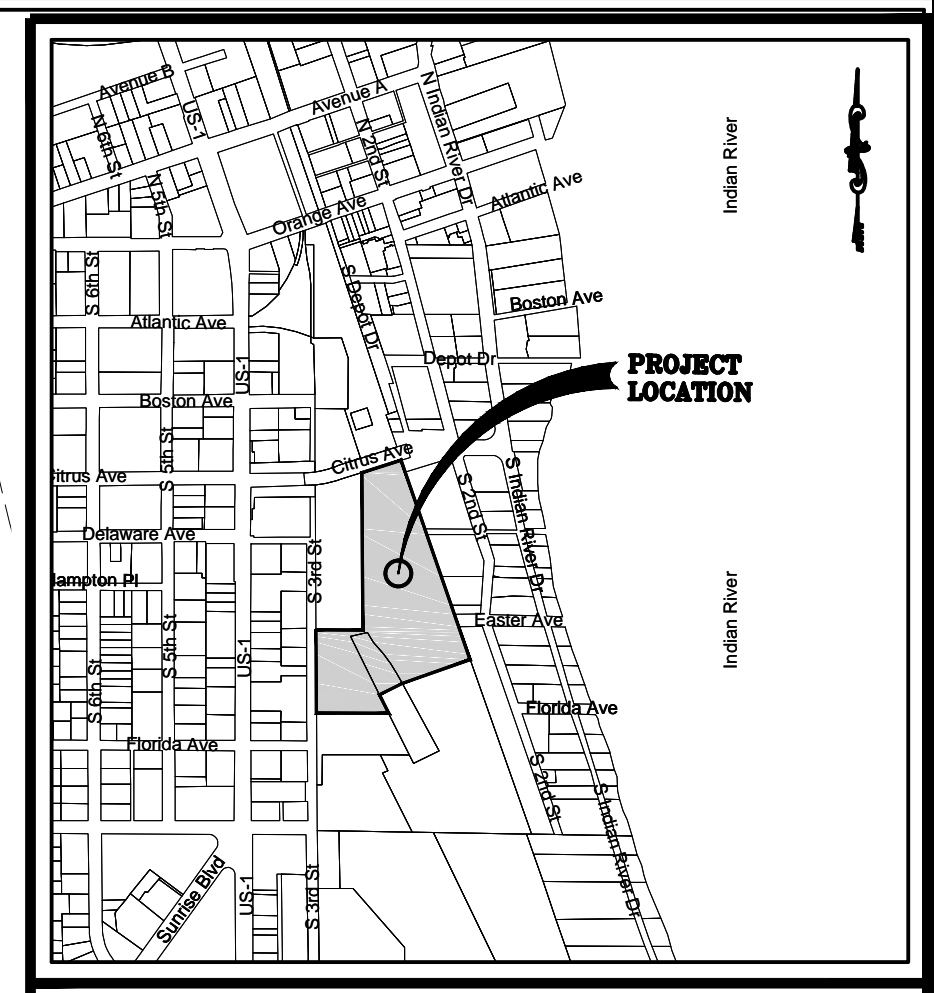 Avenue B
US-1
Avenue A
N Indian River Dr
N 6th St
N 2nd St
Indian River
N 5th St
Atlantic Ave
Orange Ave
S 6th St
S Depot Dr
Boston Ave
Atlantic Ave
Depot Dr
US-1
PROJECT
LOCATION
Boston Ave
S 5th St
Citrus Ave
itrus Ave
S 2nd St
S Indian River Dr
Delaware Ave
S 3rd St
ampton Pl
Indian River
Easter Ave
S 5th St
US-1
S 6th St
Florida Ave
Florida Ave
S 2nd St
S Indian River Dr
Sunrise Blvd
US-1
S 3rd St